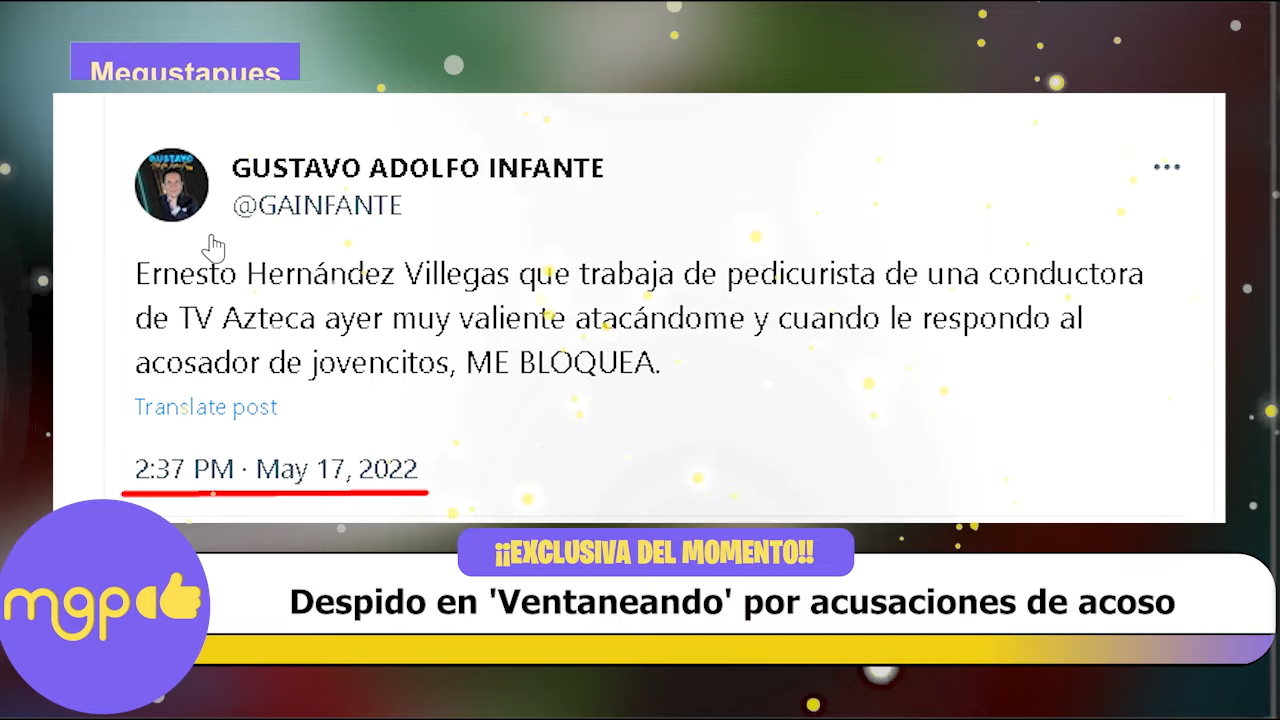 Megustapues
GUSTAVO ADOLFO INFANTE
@GAINFANTE
Ernesto Hernández Villegas que trabaja de pedicurista de una conductora
de TV Azteca ayer muy valiente atacándome y cuando le respondo al
acosador de jovencitos, ME BLOQUEA.
Translate post
2:37 PM · May 17, 2022
¡¡EXCLUSIVA DEL MOMENTO!!
mgp
Despido en 'Ventaneando' por acusaciones de acoso